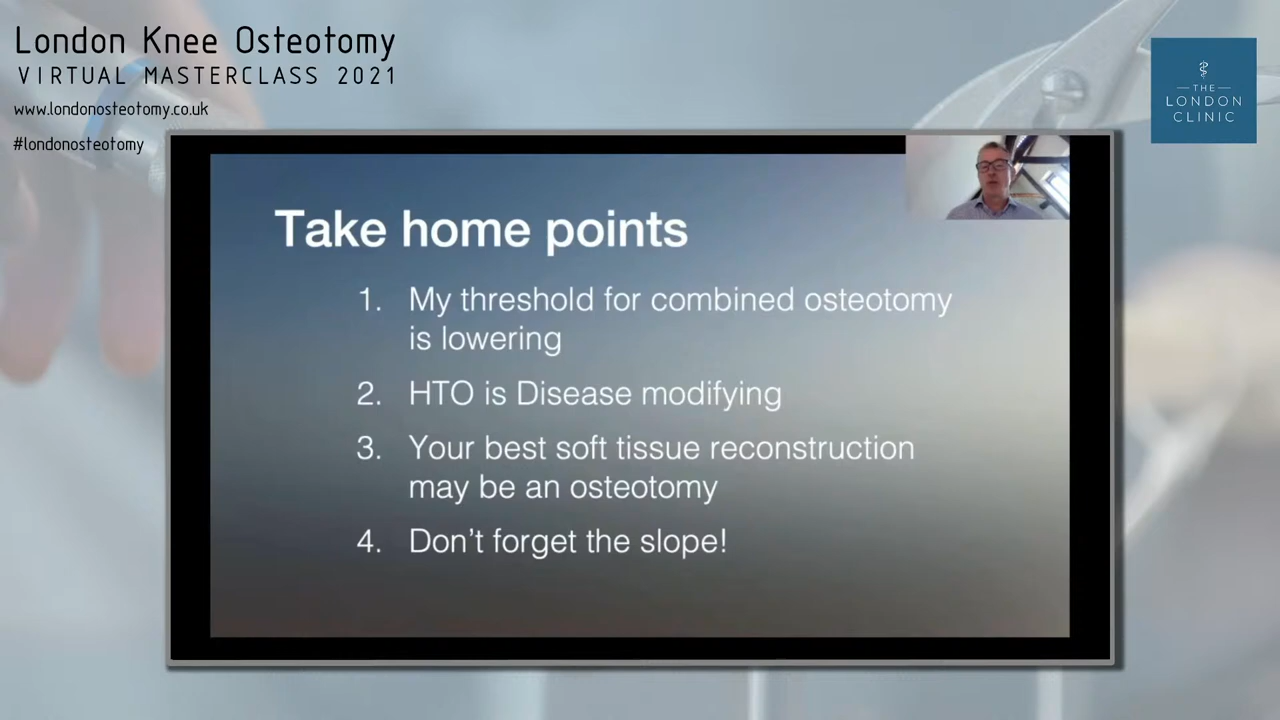 London Knee Osteotomy
VIRTUAL MASTERCLASS 2021
www.londonosteotomy.co.uk
#londonosteotomy
THE
LONDON
CLINIC
Take home points
1. My threshold for combined osteotomy
is lowering
2. HTO is Disease modifying
3. Your best soft tissue reconstruction
may be an osteotomy
4. Don't forget the slope!